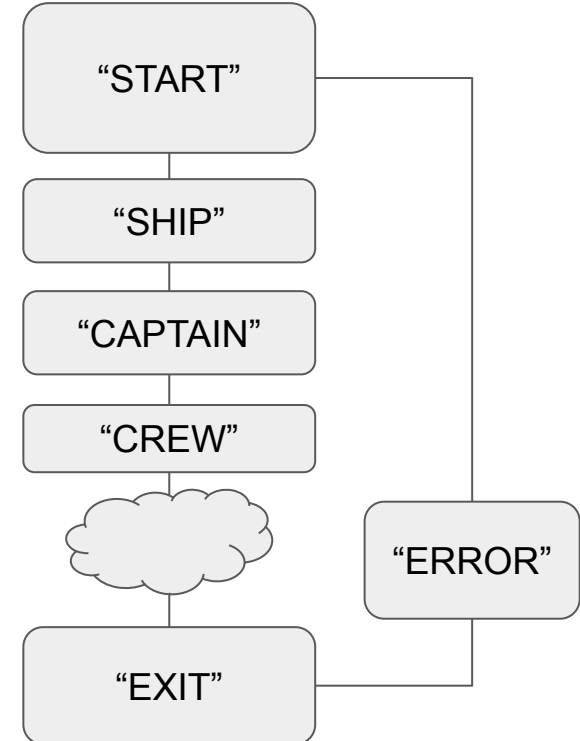 “START”
“SHIP”
“CAPTAIN”
“CREW”
“ERROR”
“EXIT”